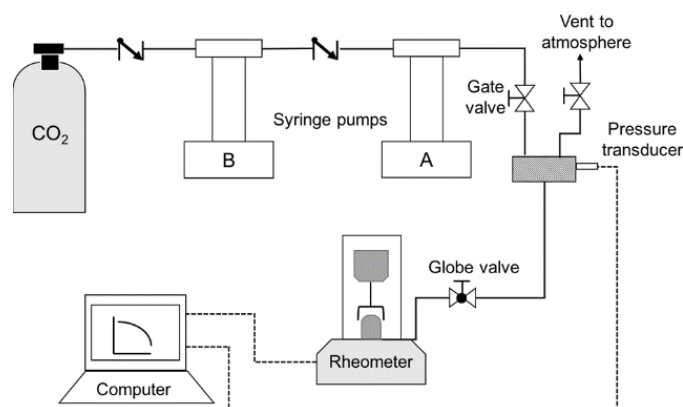 Vent to
atmosphere
Gate
valve
CO₂
Syringe pumps
B
A
Pressure
transducer
Globe valve
Rheometer
Computer